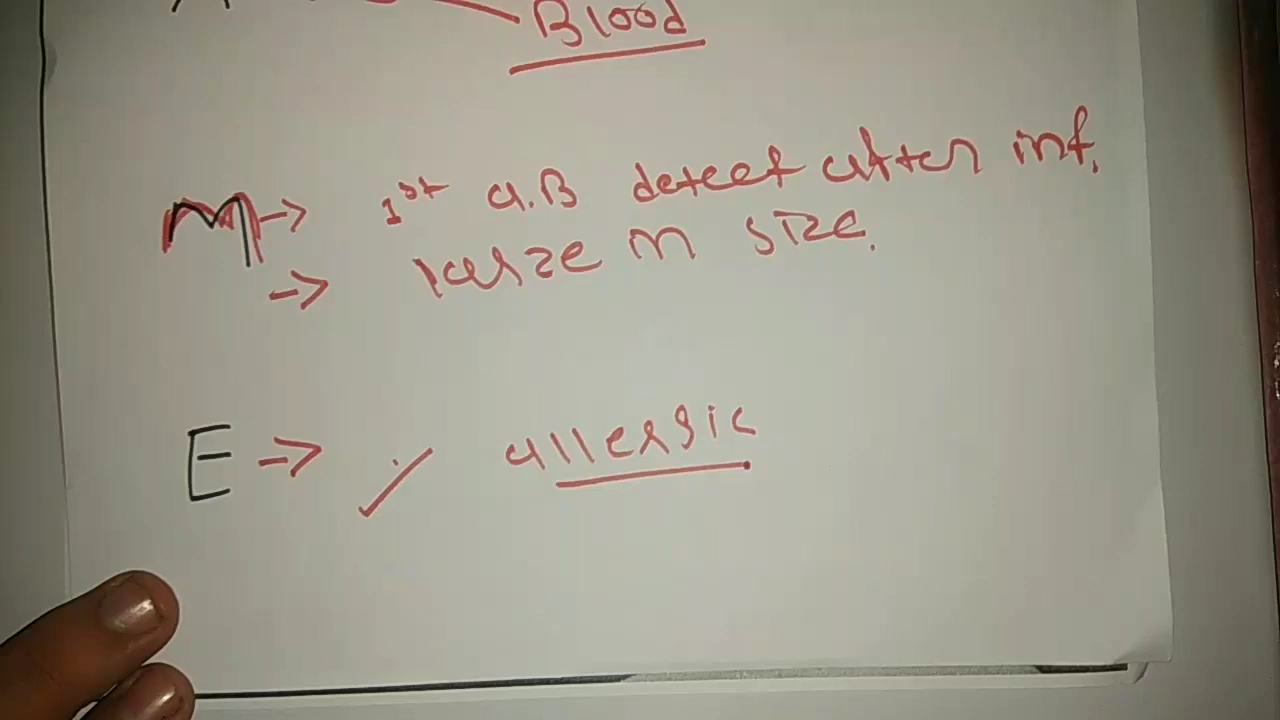 Blood
M → 1st a.B detect after inf.
→ large in size.
E → ✓ allergic